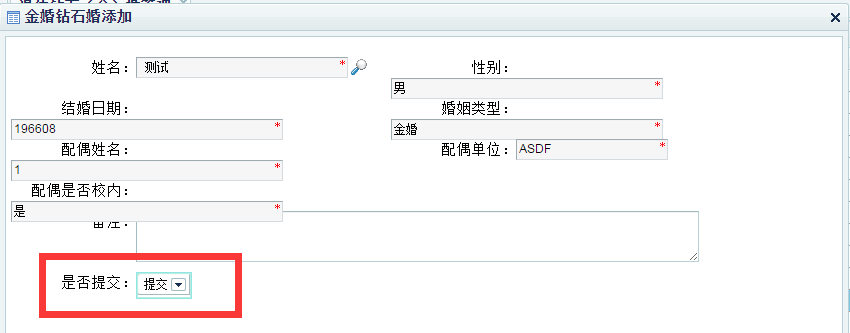 金婚钻石婚添加
姓名： 测试 * 性别：
男 *
结婚日期： 婚姻类型：
196608 * 金婚 *
配偶姓名： 配偶单位： ASDF *
1 *
配偶是否校内：
是 *
备注：
是否提交： 提交